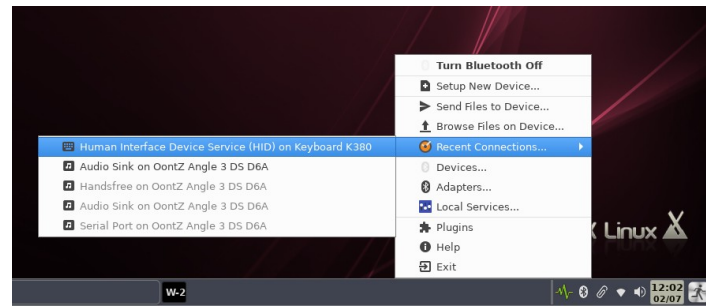 Turn Bluetooth Off
Setup New Device...
Send Files to Device...
Browse Files on Device...
Human Interface Device Service (HID) on Keyboard K380
Recent Connections...
Audio Sink on OontZ Angle 3 DS D6A
Devices...
Handsfree on OontZ Angle 3 DS D6A
Adapters...
Audio Sink on OontZ Angle 3 DS D6A
Local Services...
Serial Port on OontZ Angle 3 DS D6A
Plugins
Linux
Help
Exit
W-2
12:02
02/07